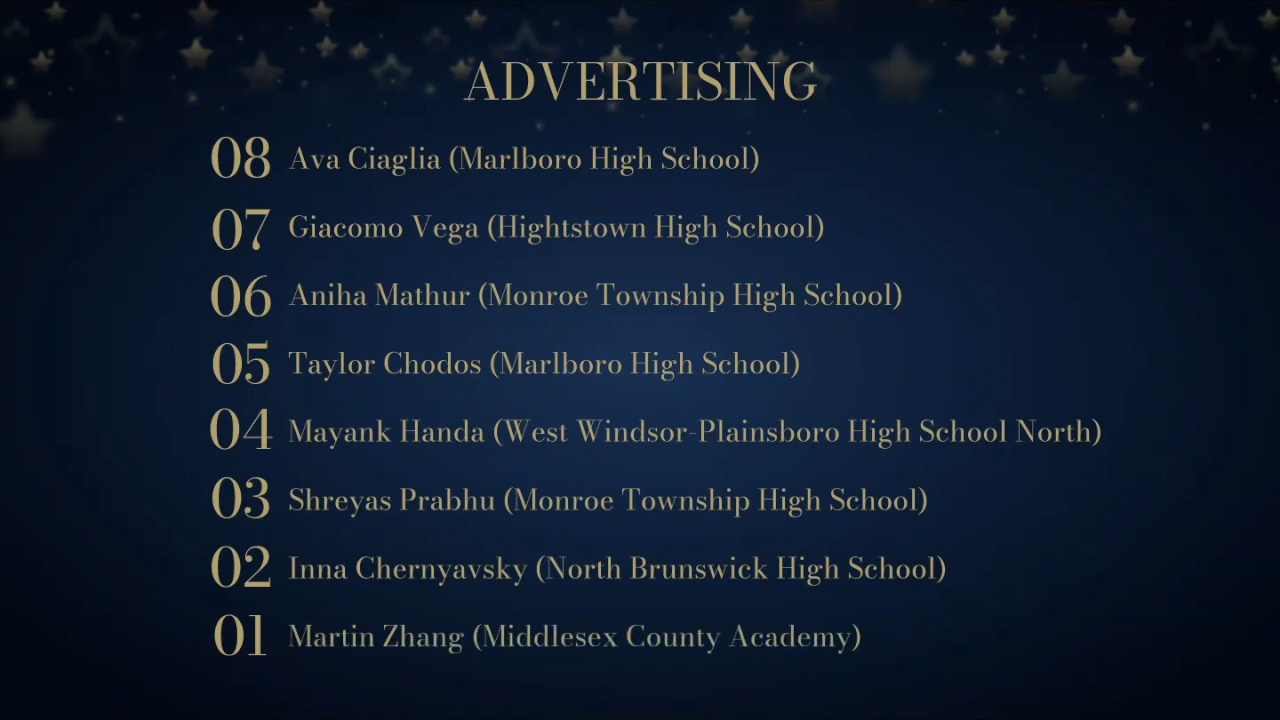 ADVERTISING
08 Ava Ciaglia (Marlboro High School)
07 Giacomo Vega (Hightstown High School)
06 Aniha Mathur (Monroe Township High School)
05 Taylor Chodos (Marlboro High School)
04 Mayank Handa (West Windsor-Plainsboro High School North)
03 Shreyas Prabhu (Monroe Township High School)
02 Inna Chernyavsky (North Brunswick High School)
01 Martin Zhang (Middlesex County Academy)